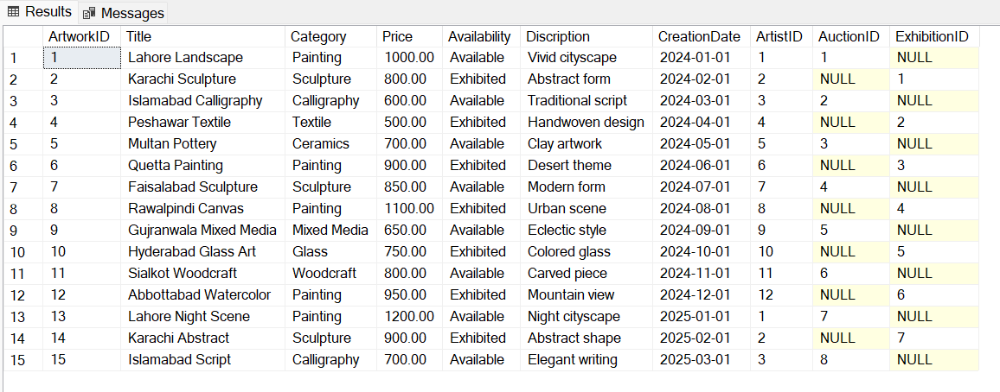 Results Messages
ArtworkID Title Category Price Availability Discription CreationDate ArtistID AuctionID ExhibitionID
1 1 Lahore Landscape Painting 1000.00 Available Vivid cityscape 2024-01-01 1 1 NULL
2 2 Karachi Sculpture Sculpture 800.00 Exhibited Abstract form 2024-02-01 2 NULL 1
3 3 Islamabad Calligraphy Calligraphy 600.00 Available Traditional script 2024-03-01 3 2 NULL
4 4 Peshawar Textile Textile 500.00 Exhibited Handwoven design 2024-04-01 4 NULL 2
5 5 Multan Pottery Ceramics 700.00 Available Clay artwork 2024-05-01 5 3 NULL
6 6 Quetta Painting Painting 900.00 Exhibited Desert theme 2024-06-01 6 NULL 3
7 7 Faisalabad Sculpture Sculpture 850.00 Available Modern form 2024-07-01 7 4 NULL
8 8 Rawalpindi Canvas Painting 1100.00 Exhibited Urban scene 2024-08-01 8 NULL 4
9 9 Gujranwala Mixed Media Mixed Media 650.00 Available Eclectic style 2024-09-01 9 5 NULL
10 10 Hyderabad Glass Art Glass 750.00 Exhibited Colored glass 2024-10-01 10 NULL 5
11 11 Sialkot Woodcraft Woodcraft 800.00 Available Carved piece 2024-11-01 11 6 NULL
12 12 Abbottabad Watercolor Painting 950.00 Exhibited Mountain view 2024-12-01 12 NULL 6
13 13 Lahore Night Scene Painting 1200.00 Available Night cityscape 2025-01-01 1 7 NULL
14 14 Karachi Abstract Sculpture 900.00 Exhibited Abstract shape 2025-02-01 2 NULL 7
15 15 Islamabad Script Calligraphy 700.00 Available Elegant writing 2025-03-01 3 8 NULL